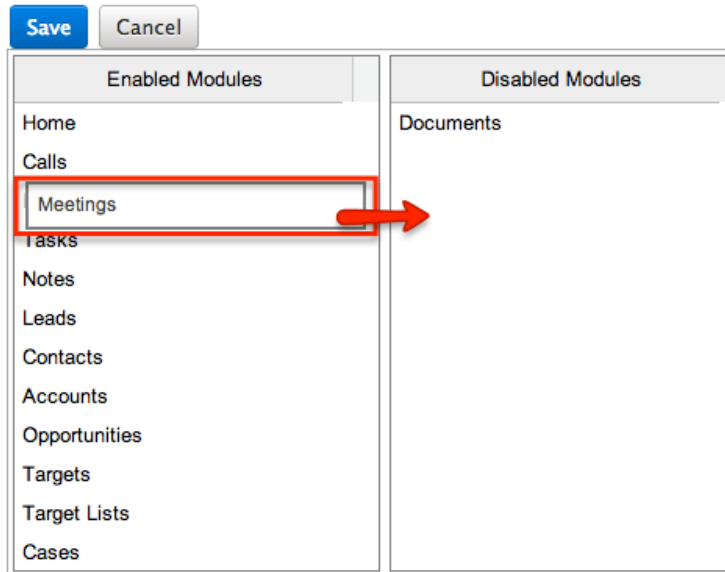 Save Cancel
Enabled Modules Disabled Modules
Home Documents
Calls
Meetings
Tasks
Notes
Leads
Contacts
Accounts
Opportunities
Targets
Target Lists
Cases